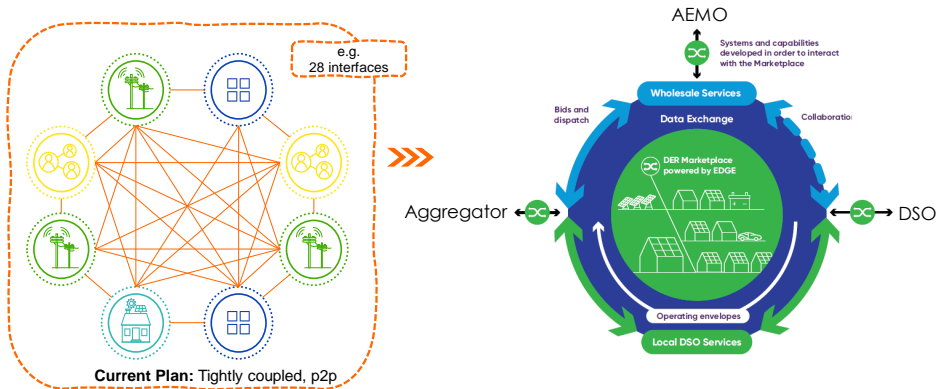 e.g.
28 interfaces
Current Plan: Tightly coupled, p2p
AEMO
Systems and capabilities
developed in order to interact
with the Marketplace
Wholesale Services
Bids and
dispatch
Data Exchange
Collaboration
DER Marketplace
powered by EDGE
Aggregator
DSO
Operating envelopes
Local DSO Services